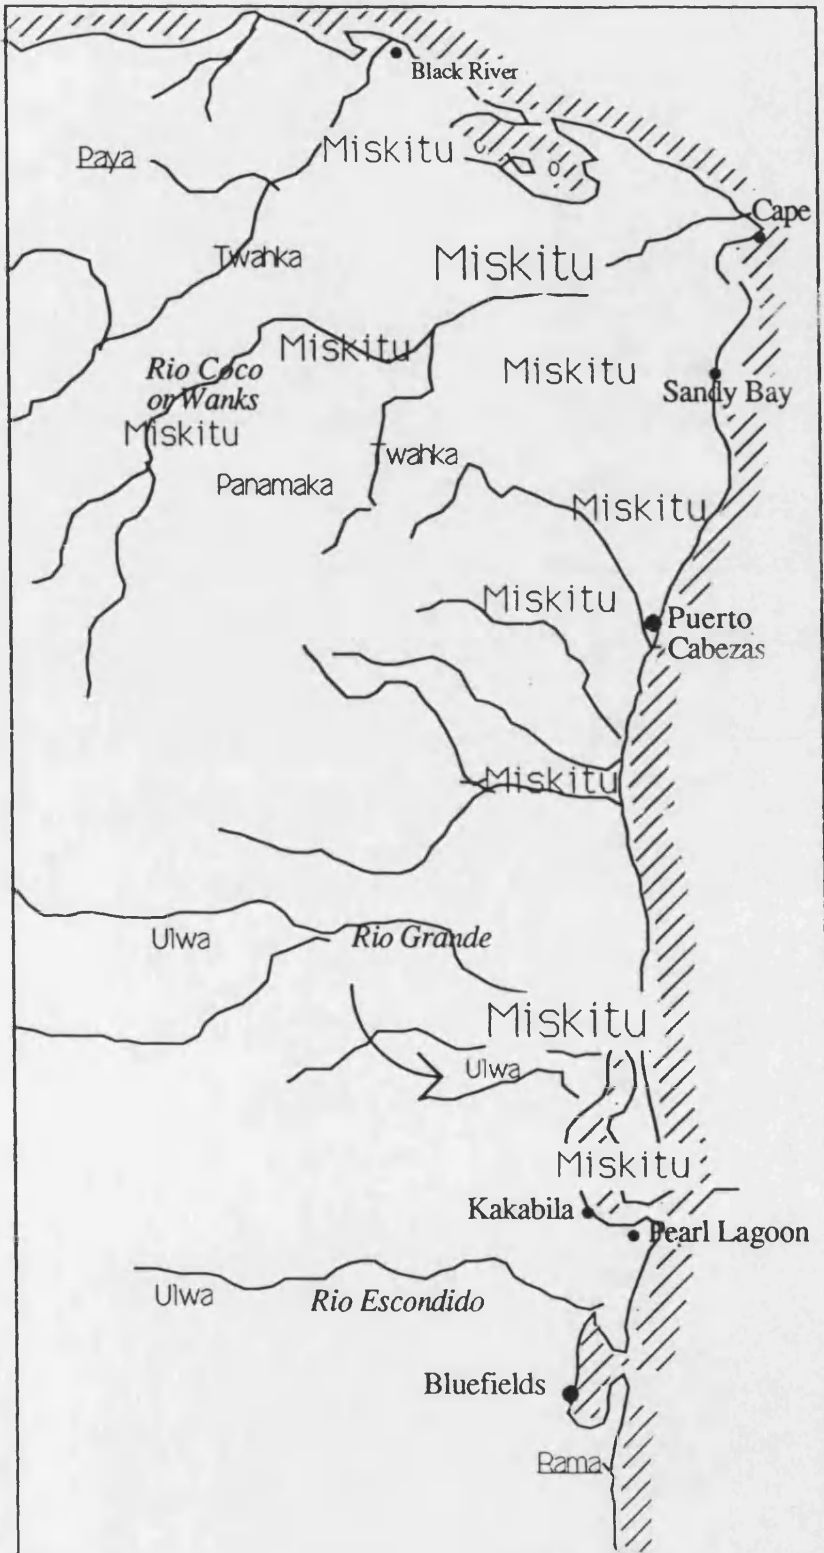 Black River
Miskitu
Paya
Cape
Twahka
Miskitu
Miskitu
Rio Coco
or Wanks
Miskitu
Sandy Bay
Miskitu
Twahka
Panamaka
Miskitu
Miskitu
Puerto
Cabezas
Miskitu
Ulwa
Rio Grande
Miskitu
Ulwa
Miskitu
Kakabila
Pearl Lagoon
Ulwa
Rio Escondido
Bluefields
Rama